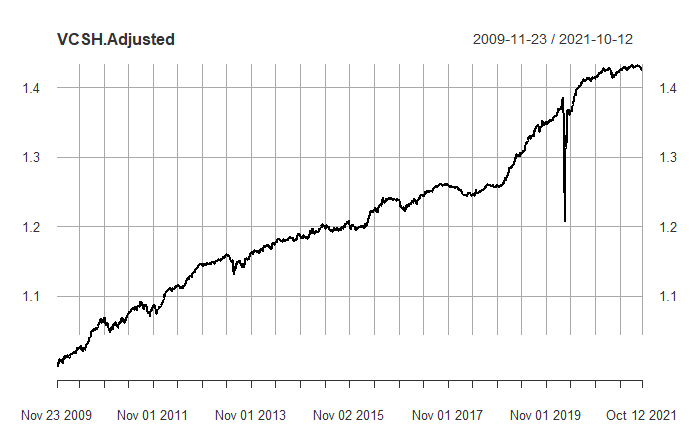 VCSH.Adjusted 2009-11-23 / 2021-10-12
1.4 1.4
1.3 1.3
1.2 1.2
1.1 1.1
Nov 23 2009 Nov 01 2011 Nov 01 2013 Nov 02 2015 Nov 01 2017 Nov 01 2019 Oct 12 2021